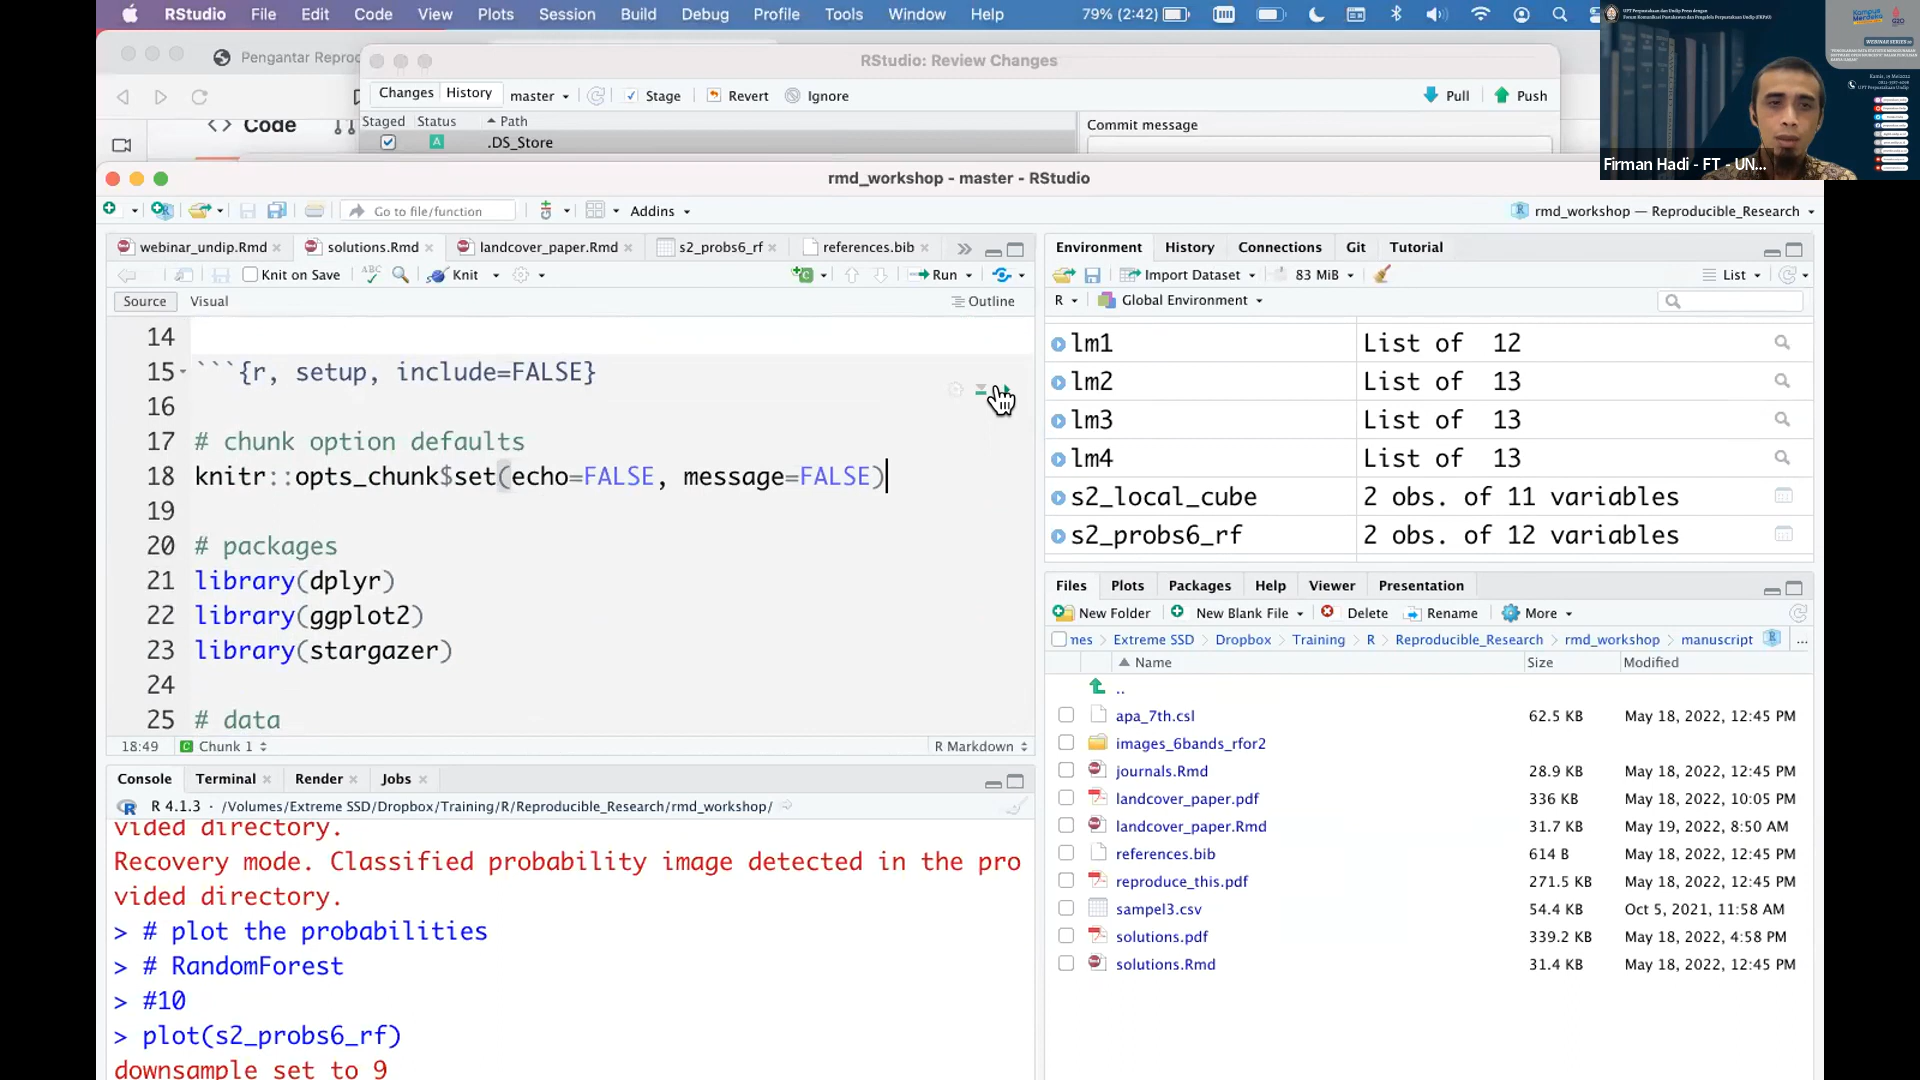 RStudio File Edit Code View Plots Session Build Debug Profile Tools Window Help 79% (2:42)
UPT Perpustakaan dan Undip Press dengan
Kampus Merdeka
WEBINAR SERIES
Firman Hadi - FT - UN...
Pengantar Reproc
RStudio: Review Changes
Changes History master Stage Revert Ignore Pull Push
Code
Staged Status Path Commit message
A .DS_Store
rmd_workshop - master - RStudio
Go to file/function Addins rmd_workshop — Reproducible_Research
webinar_undip.Rmd solutions.Rmd landcover_paper.Rmd s2_probs6_rf references.bib
Knit on Save ABC Knit Run
Source Visual Outline
14
15 ```{r, setup, include=FALSE}
16
17 # chunk option defaults
18 knitr::opts_chunk$set(echo=FALSE, message=FALSE)
19
20 # packages
21 library(dplyr)
22 library(ggplot2)
23 library(stargazer)
24
25 # data
18:49 Chunk 1 R Markdown
Console Terminal Render Jobs
R 4.1.3 · /Volumes/Extreme SSD/Dropbox/Training/R/Reproducible_Research/rmd_workshop/
vided directory.
Recovery mode. Classified probability image detected in the pro
vided directory.
> # plot the probabilities
> # RandomForest
> #10
> plot(s2_probs6_rf)
downsample set to 9
Environment History Connections Git Tutorial
Import Dataset 83 MiB List
R Global Environment
lm1 List of 12
lm2 List of 13
lm3 List of 13
lm4 List of 13
s2_local_cube 2 obs. of 11 variables
s2_probs6_rf 2 obs. of 12 variables
Files Plots Packages Help Viewer Presentation
New Folder New Blank File Delete Rename More
mes > Extreme SSD > Dropbox > Training > R > Reproducible_Research > rmd_workshop > manuscript ...
Name Size Modified
..
apa_7th.csl 62.5 KB May 18, 2022, 12:45 PM
images_6bands_rfor2
journals.Rmd 28.9 KB May 18, 2022, 12:45 PM
landcover_paper.pdf 336 KB May 18, 2022, 10:05 PM
landcover_paper.Rmd 31.7 KB May 19, 2022, 8:50 AM
references.bib 614 B May 18, 2022, 12:45 PM
reproduce_this.pdf 271.5 KB May 18, 2022, 12:45 PM
sampel3.csv 54.4 KB Oct 5, 2021, 11:58 AM
solutions.pdf 339.2 KB May 18, 2022, 4:58 PM
solutions.Rmd 31.4 KB May 18, 2022, 12:45 PM